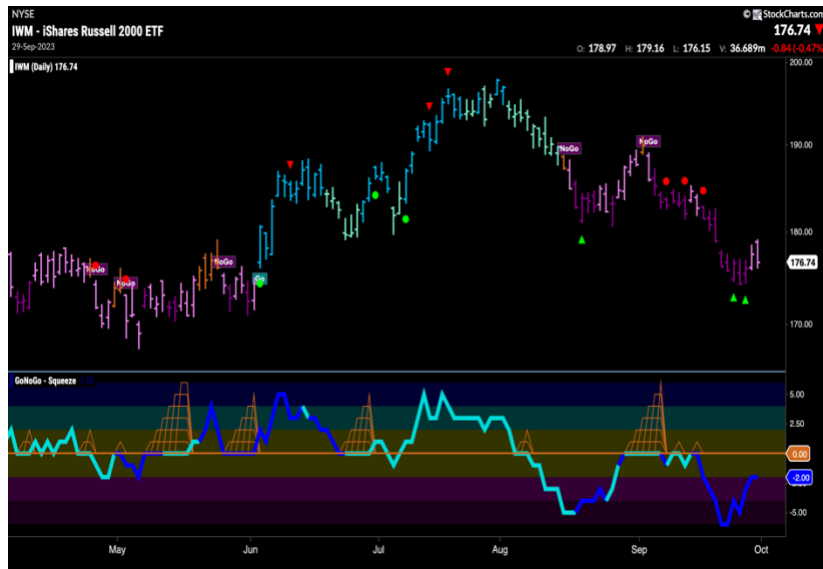 NYSE
© StockCharts.com
IWM - iShares Russell 2000 ETF
176.74
29-Sep-2023
O: 178.97 H: 179.16 L: 176.15 V: 36.689m -0.84 (-0.47%)
IWM (Daily) 176.74
200.00
190.00
NoGo
NoGo
180.00
NoGo
NoGo
NoGo
Go
176.74
170.00
GoNoGo - Squeeze
5.00
2.50
0.00
-2.00
-5.00
May Jun Jul Aug Sep Oct